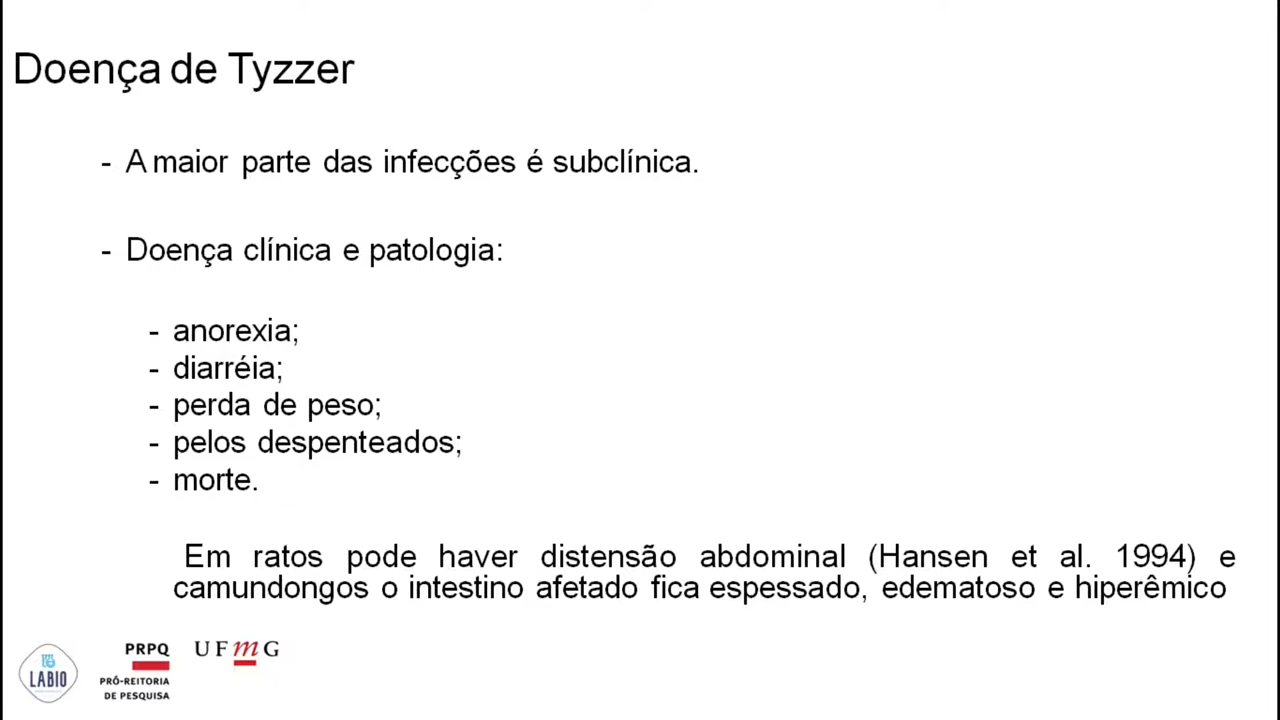 Doença de Tyzzer
- A maior parte das infecções é subclínica.
- Doença clínica e patologia:
- anorexia;
- diarréia;
- perda de peso;
- pelos despenteados;
- morte.
Em ratos pode haver distensão abdominal (Hansen et al. 1994) e
camundongos o intestino afetado fica espessado, edematoso e hiperêmico
LABIO
PRPQ
PRÓ-REITORIA
DE PESQUISA
UFmG